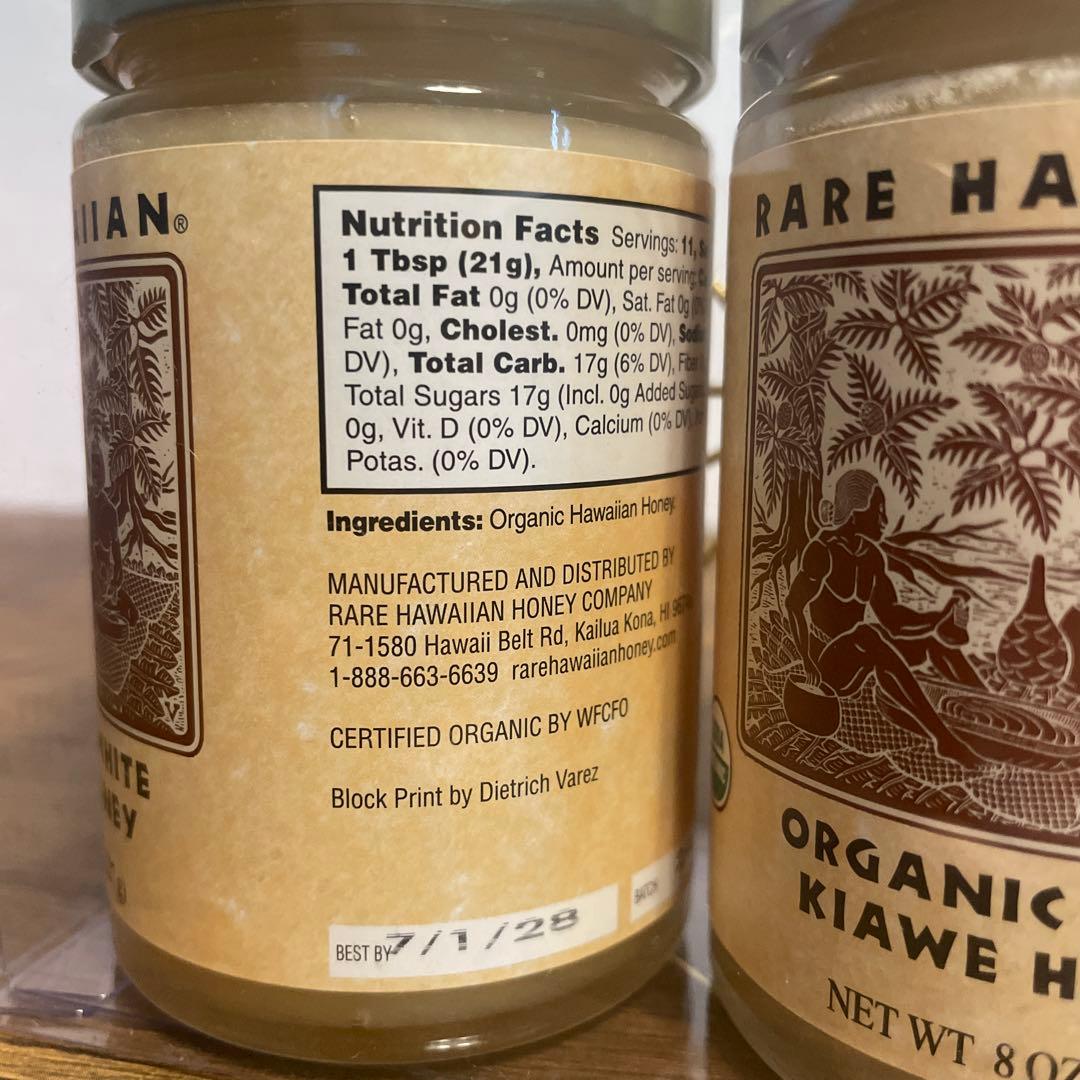 Nutrition Facts Servings: 11,
1 Tbsp (21g), Amount per serving:
Total Fat 0g (0% DV), Sat. Fat 0g
Fat 0g, Cholest. 0mg (0% DV),
DV), Total Carb. 17g (6% DV), Fiber
Total Sugars 17g (Incl. 0g Added
0g, Vit. D (0% DV), Calcium (0% DV),
Potas. (0% DV).
Ingredients: Organic Hawaiian Honey
MANUFACTURED AND DISTRIBUTED BY
RARE HAWAIIAN HONEY COMPANY
71-1580 Hawaii Belt Rd, Kailua Kona, HI
1-888-663-6639 rarehawaiianhoney.com
CERTIFIED ORGANIC BY WFCFO
Block Print by Dietrich Varez
BEST BY 7/1/28
BATCH
RARE HA
ORGANIC
KIAWE H
NET WT 8 OZ